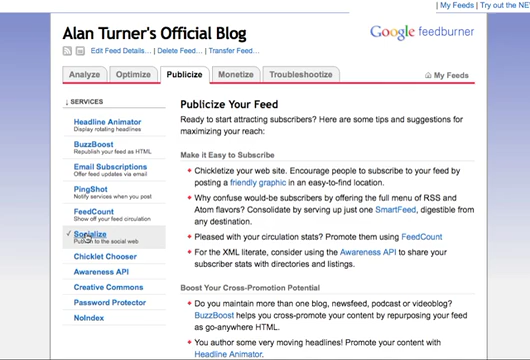 | My Feeds | Try out the NE
Alan Turner's Official Blog
Google feedburner
Edit Feed Details... | Delete Feed... | Transfer Feed...
Analyze Optimize Publicize Monetize Troubleshootize My Feeds
↓ SERVICES
Headline Animator
Display rotating headlines
BuzzBoost
Republish your feed as HTML
Email Subscriptions
Offer feed updates via email
PingShot
Notify services when you post
FeedCount
Show of your feed circulation
✓ Socialize
Publish to the social web
Chicklet Chooser
Awareness API
Creative Commons
Password Protector
NoIndex
Publicize Your Feed
Ready to start attracting subscribers? Here are some tips and suggestions for
maximizing your reach:
Make it Easy to Subscribe
Chickletize your web site. Encourage people to subscribe to your feed by
posting a friendly graphic in an easy-to-find location.
Why confuse would-be subscribers by offering the full menu of RSS and
Atom flavors? Consolidate by serving up just one SmartFeed, digestible from
any destination.
Pleased with your circulation stats? Promote them using FeedCount
For the XML literate, consider using the Awareness API to share your
subscriber stats with directories and listings.
Boost Your Cross-Promotion Potential
Do you maintain more than one blog, newsfeed, podcast or videoblog?
BuzzBoost helps you cross-promote your content by repurposing your feed
as go-anywhere HTML.
You author some very moving headlines! Promote your content with
Headline Animator.